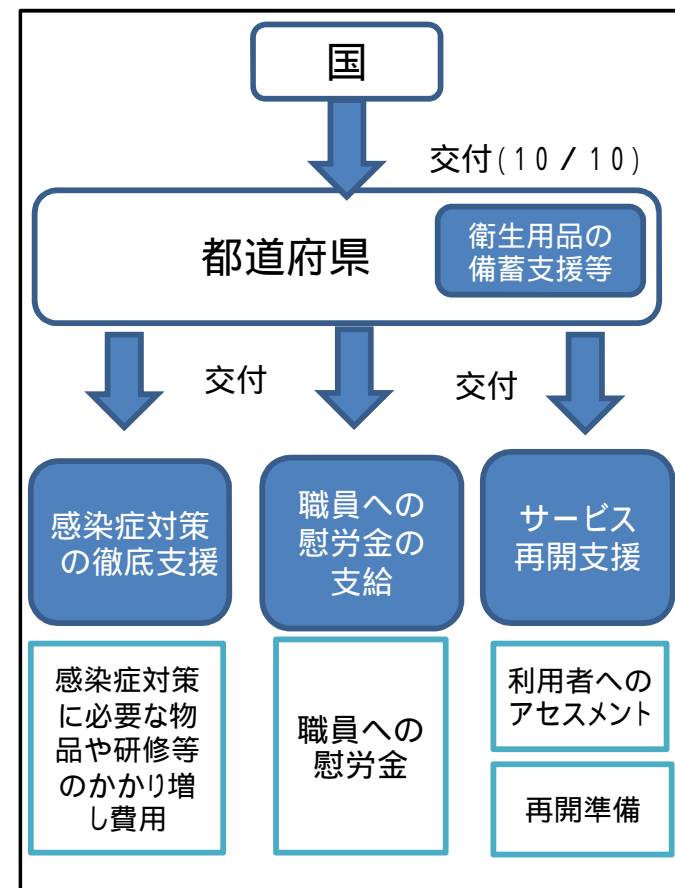 国
交付(10/10)
都道府県
衛生用品の
備蓄支援等
交付
交付
感染症対策
の徹底支援
職員への
慰労金の
支給
サービス
再開支援
感染症対策
に必要な物
品や研修等
のかかり増
し費用
職員への
慰労金
利用者への
アセスメント
再開準備